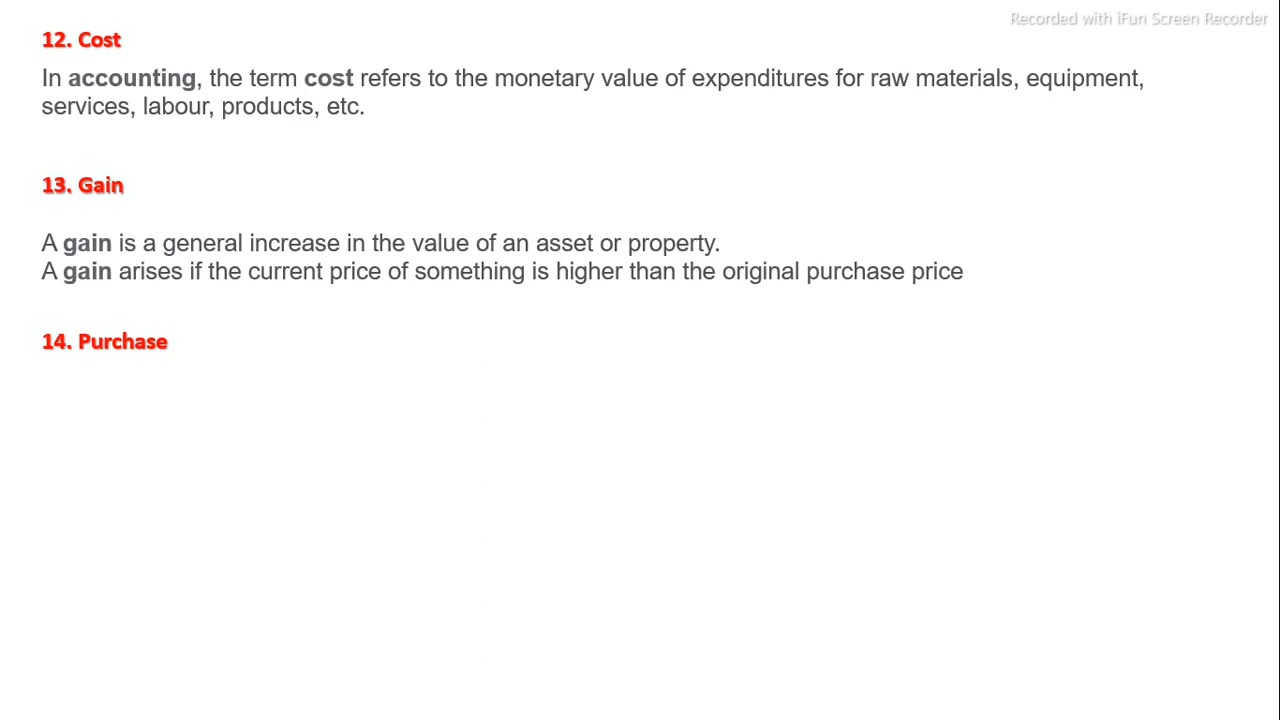 Recorded with iFun Screen Recorder
12. Cost
In accounting, the term cost refers to the monetary value of expenditures for raw materials, equipment,
services, labour, products, etc.
13. Gain
A gain is a general increase in the value of an asset or property.
A gain arises if the current price of something is higher than the original purchase price
14. Purchase